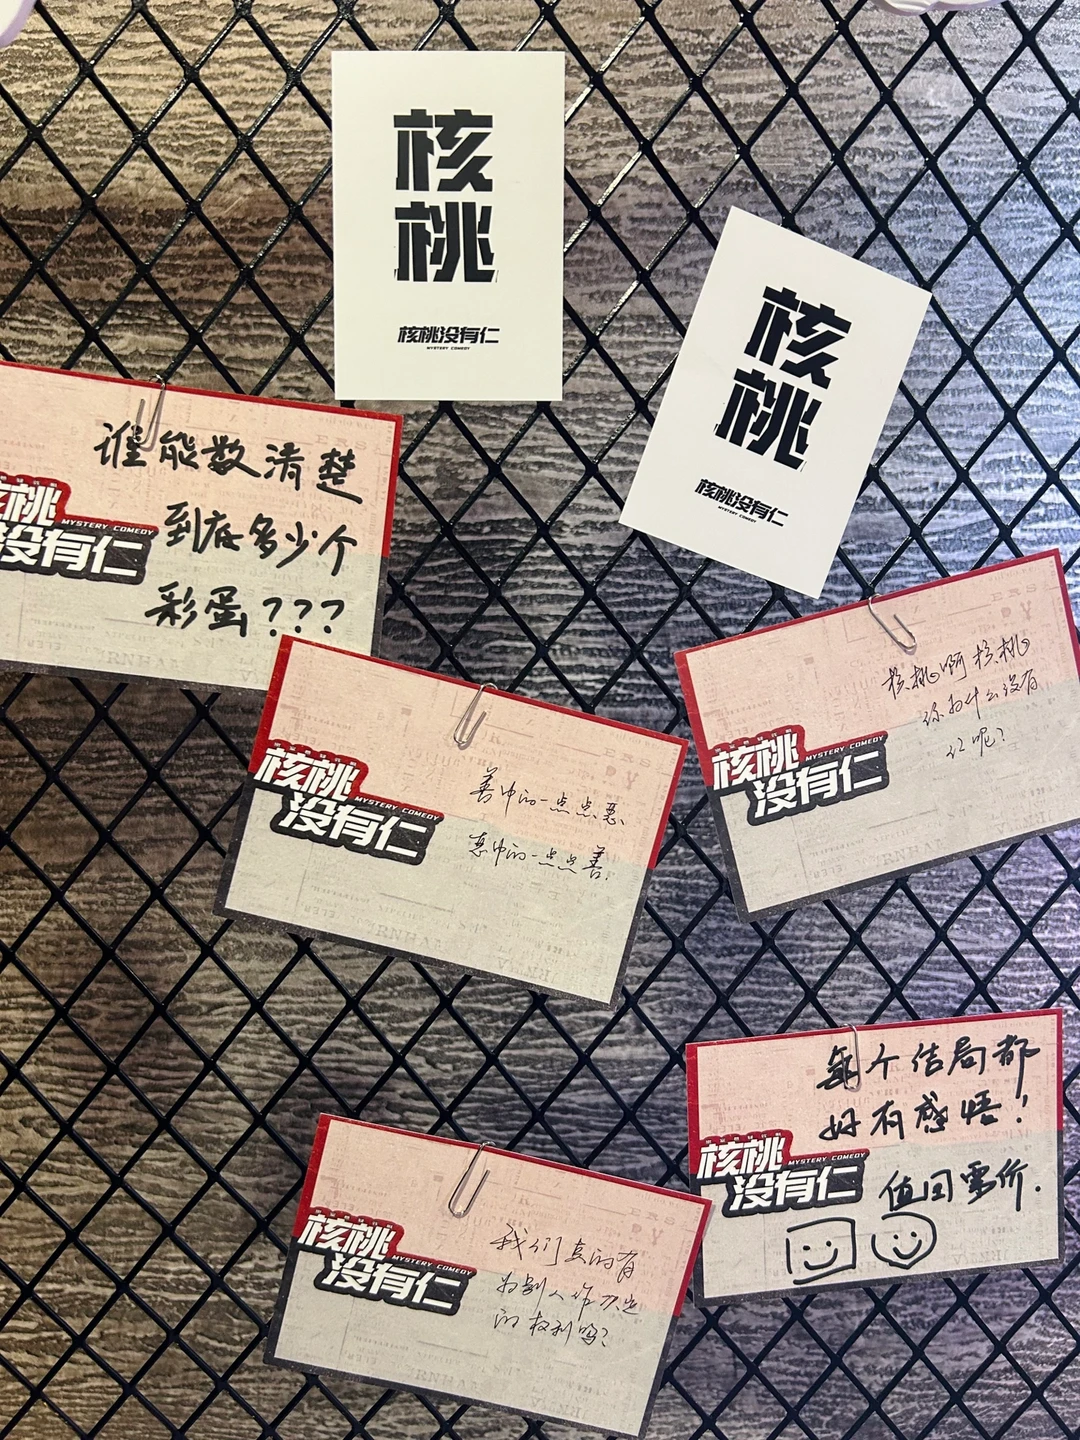 核
桃
核桃没有仁
MYSTERY COMEDY
核
桃
核桃没有仁
MYSTERY COMEDY
谁能数清楚
到底多少个
彩蛋???
核桃
MYSTERY COMEDY
没有仁
核桃啊核桃
你为什么没有
仁呢?
核桃
MYSTERY COMEDY
没有仁
善中的一点点恶、
恶中的一点点善.
核桃
MYSTERY COMEDY
没有仁
每个结局都
好有感悟!
值回票价.
核桃
MYSTERY COMEDY
没有仁
我们真的有
为别人作决定
的权利吗?
核桃
MYSTERY COMEDY
没有仁